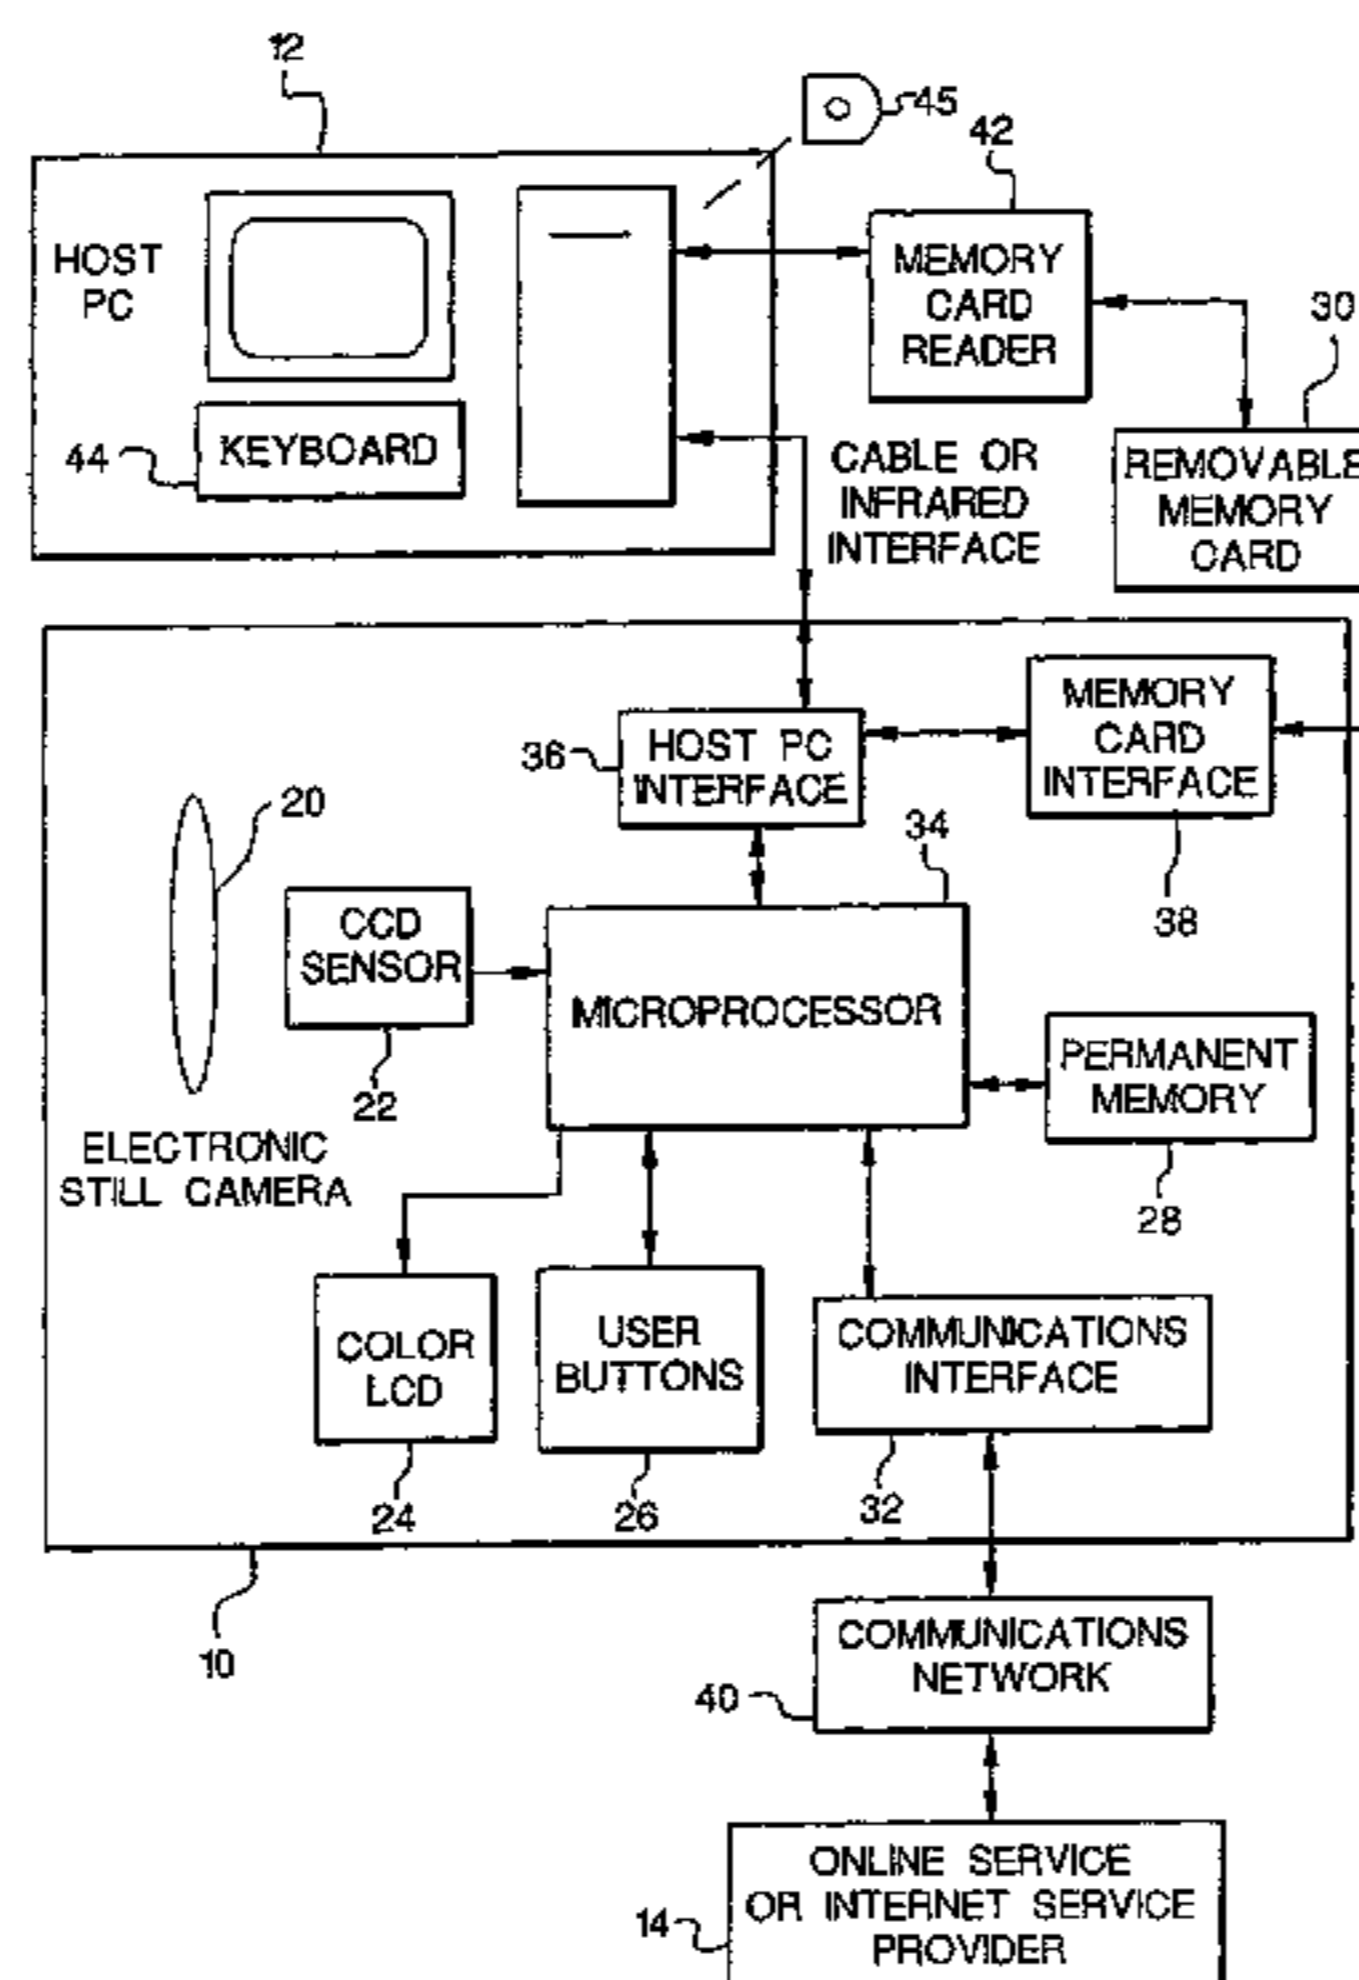 12
45
42
HOST
PC
MEMORY
CARD
READER
30
44
KEYBOARD
CABLE OR
INFRARED
INTERFACE
REMOVABLE
MEMORY
CARD
36
HOST PC
INTERFACE
MEMORY
CARD
INTERFACE
38
20
34
CCD
SENSOR
22
MICROPROCESSOR
PERMANENT
MEMORY
28
ELECTRONIC
STILL CAMERA
COLOR
LCD
24
USER
BUTTONS
26
COMMUNICATIONS
INTERFACE
32
10
COMMUNICATIONS
NETWORK
40
ONLINE SERVICE
OR INTERNET SERVICE
PROVIDER
14